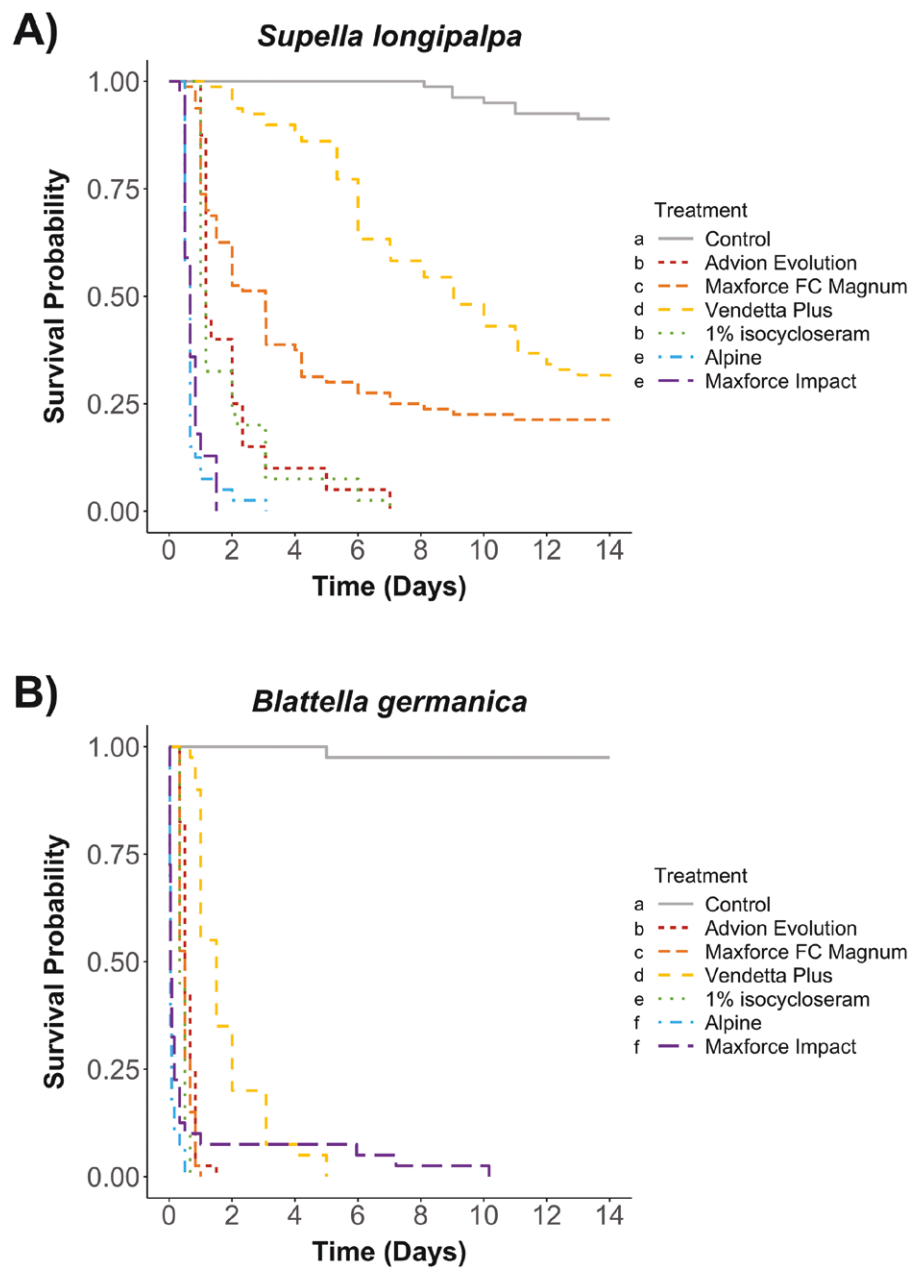 A)
Supella longipalpa
Survival Probability
1.00
0.75
0.50
0.25
0.00
0 2 4 6 8 10 12 14
Time (Days)
Treatment
a Control
b Advion Evolution
c Maxforce FC Magnum
d Vendetta Plus
b 1% isocycloseram
e Alpine
e Maxforce Impact
B)
Blattella germanica
Survival Probability
1.00
0.75
0.50
0.25
0.00
0 2 4 6 8 10 12 14
Time (Days)
Treatment
a Control
b Advion Evolution
c Maxforce FC Magnum
d Vendetta Plus
e 1% isocycloseram
f Alpine
f Maxforce Impact